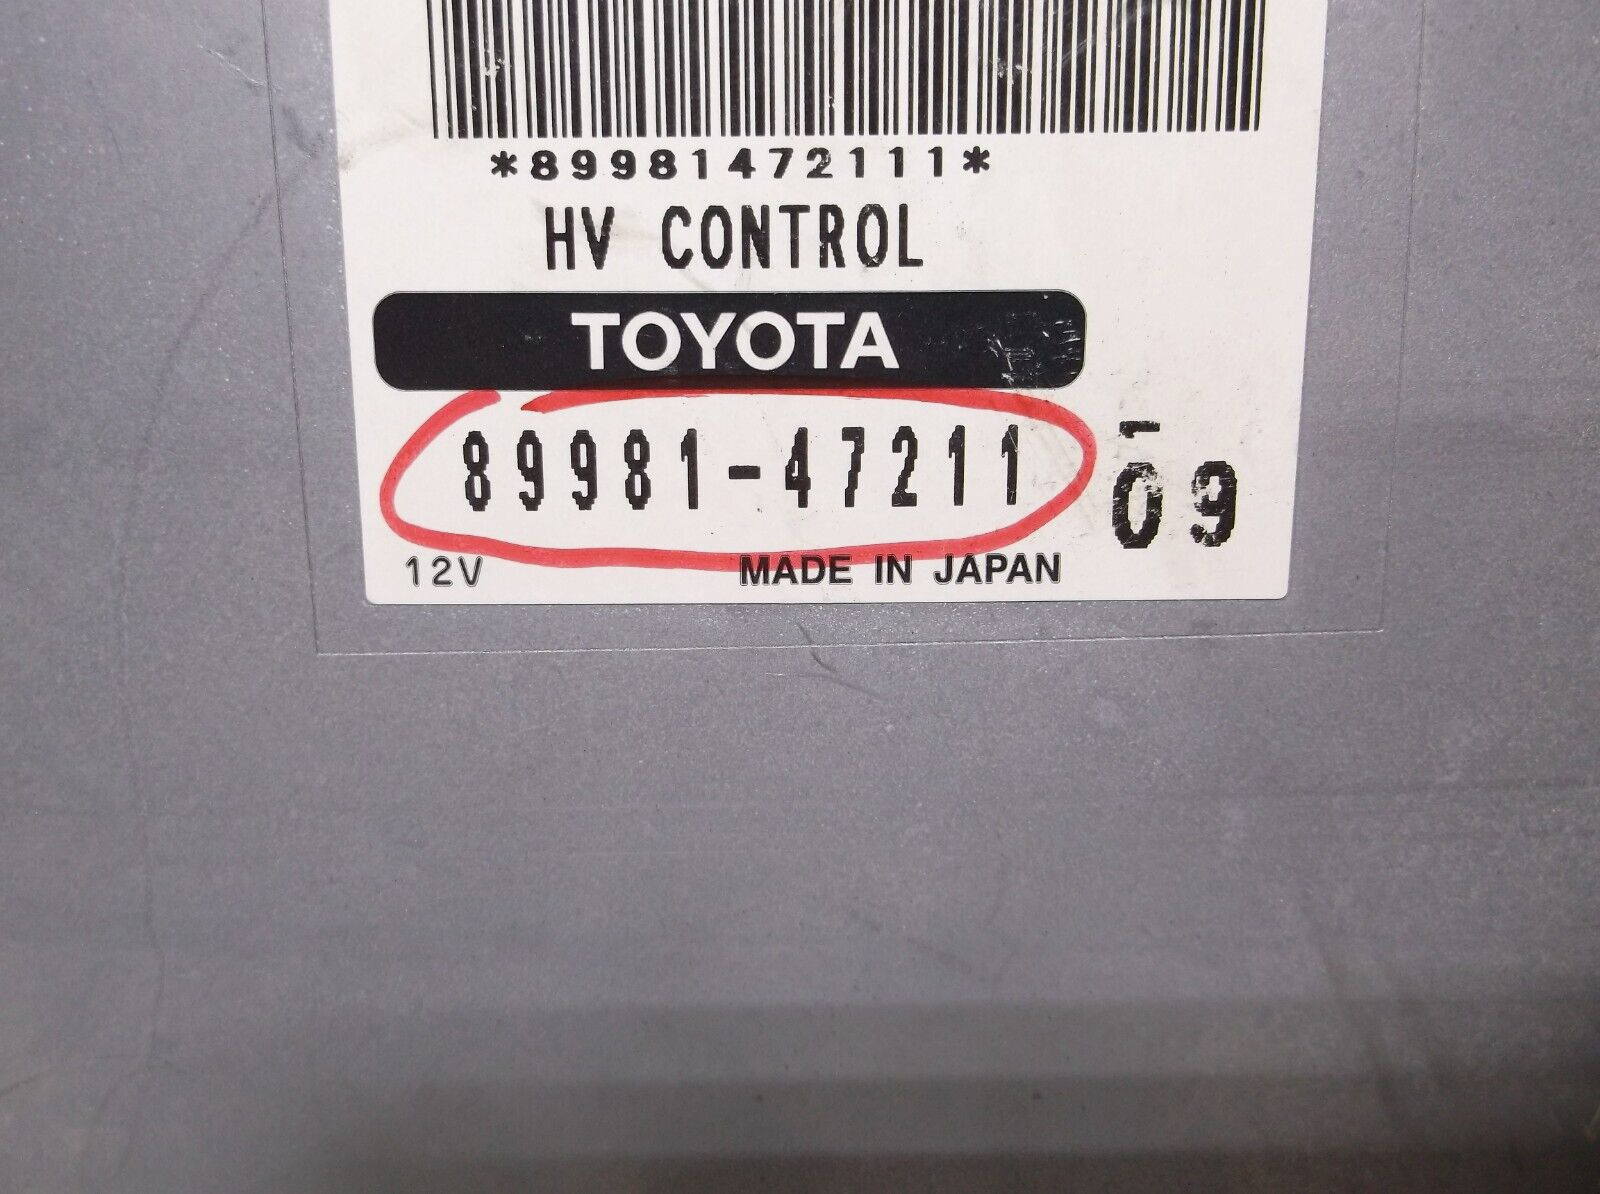 *89981472111*
HV CONTROL
TOYOTA
89981-47211
09
12V
MADE IN JAPAN